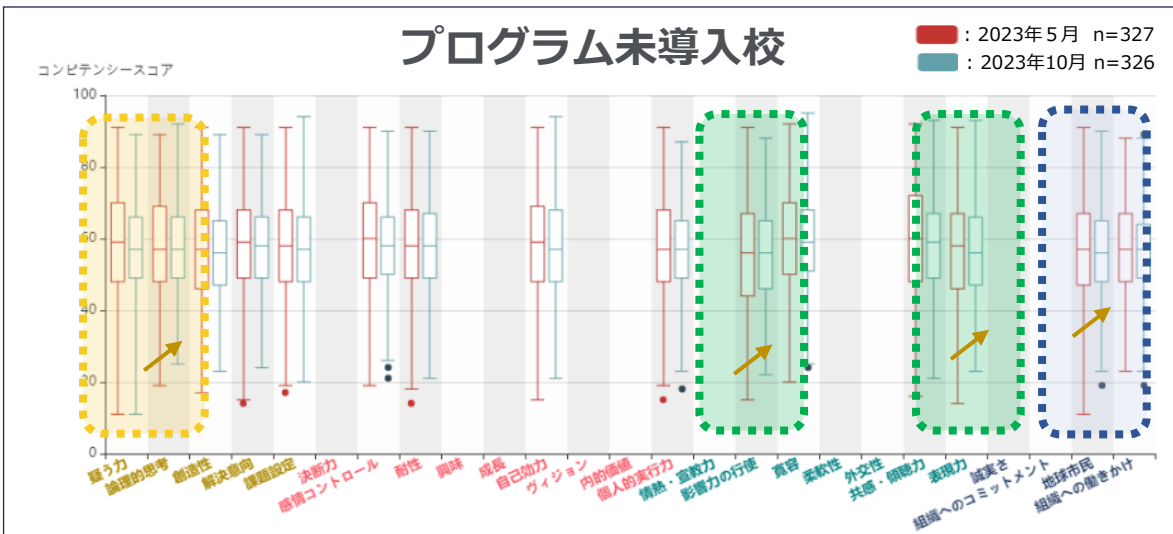 プログラム未導入校
: 2023年5月 n=327
: 2023年10月 n=326
コンピテンシースコア
100
80
60
40
20
0
疑う力
論理的思考
創造性
解決意向
課題設定
決断力
感情コントロール
耐性
興味
成長
自己効力
ヴィジョン
内的価値
個人的実行力
情熱・宣教力
影響力の行使
寛容
柔軟性
外交性
共感・傾聴力
表現力
誠実さ
組織へのコミットメント
地球市民
組織への働きかけ